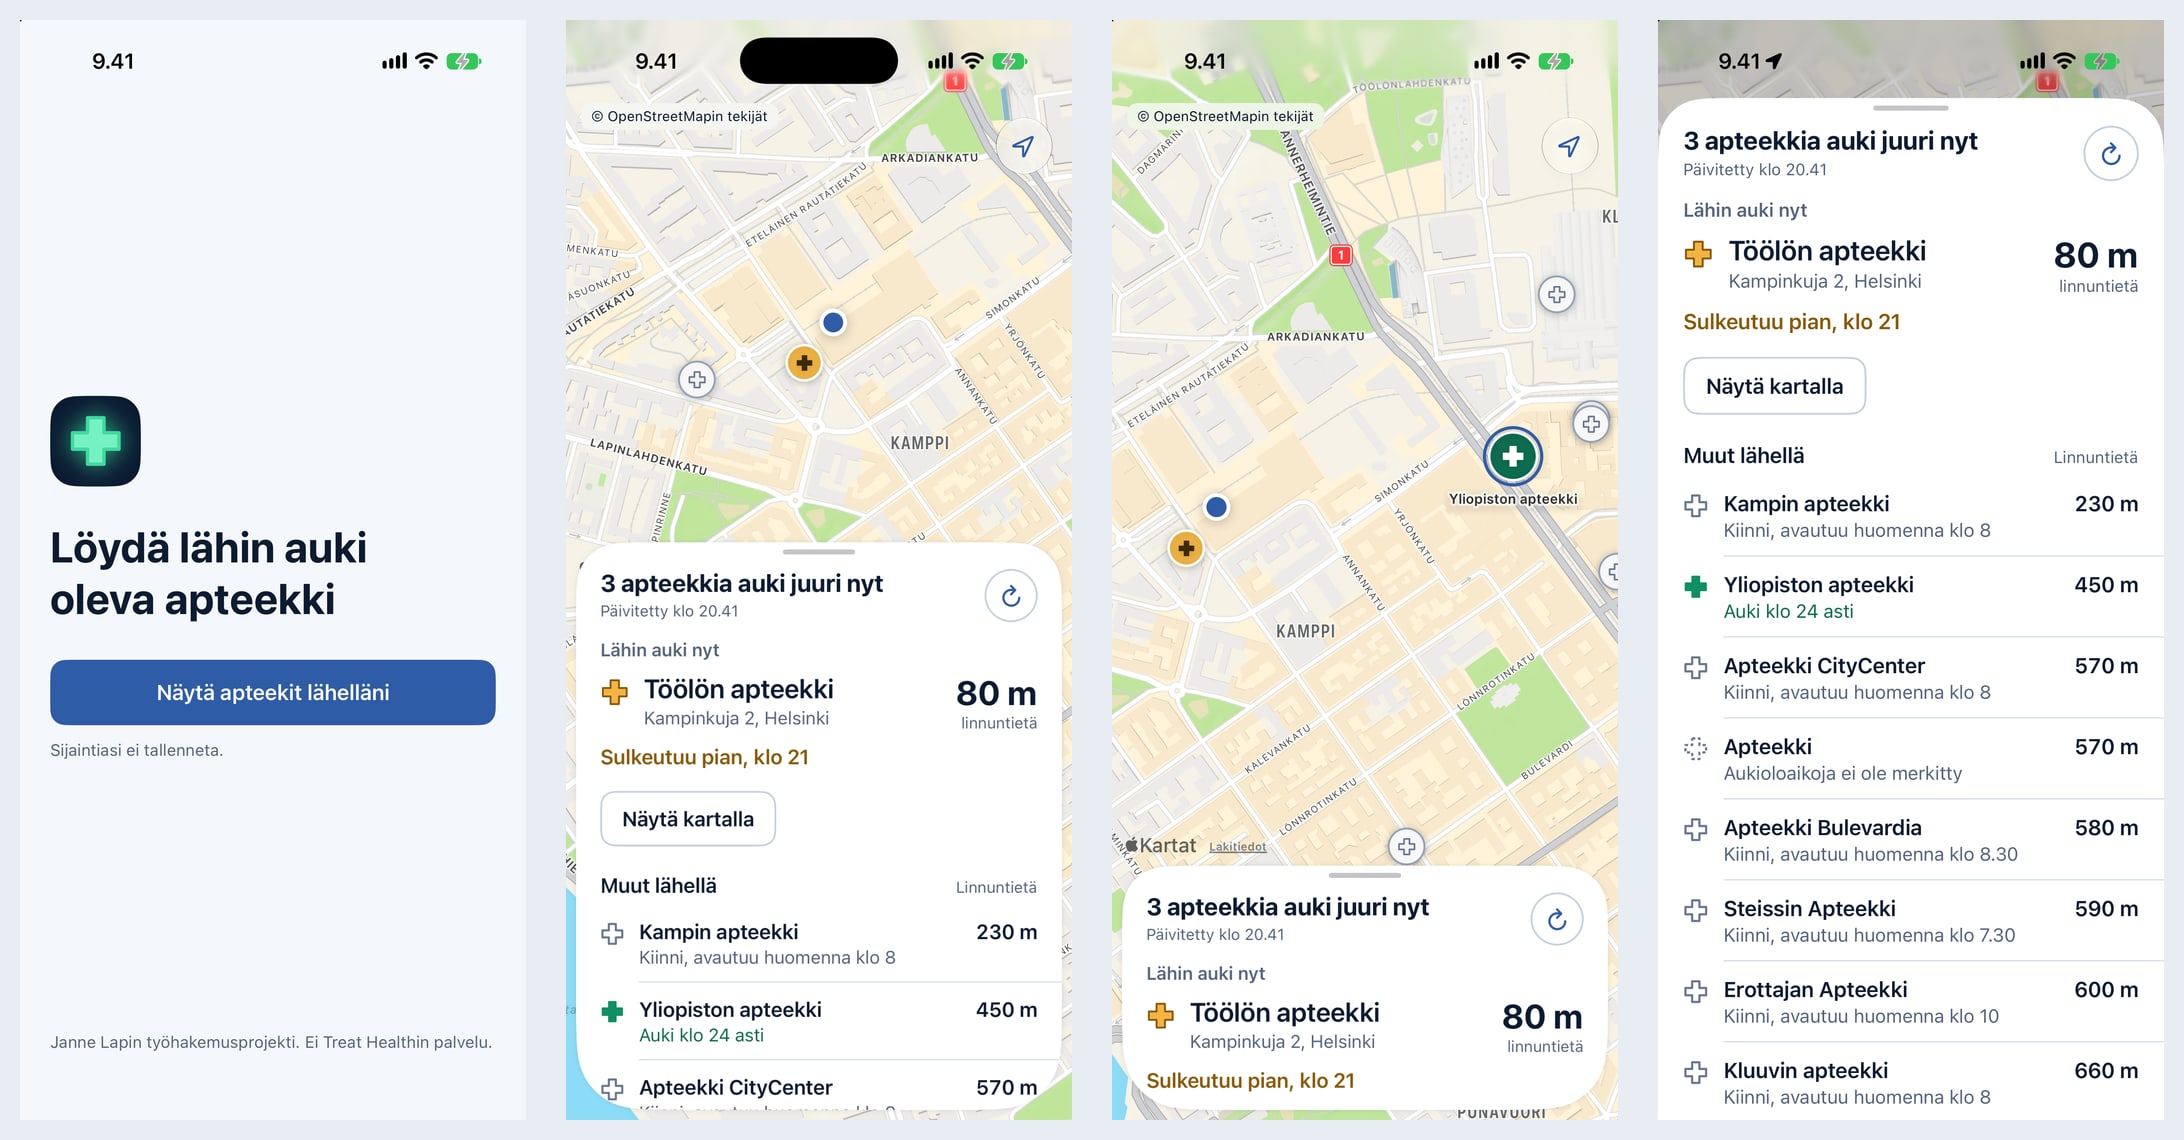 9.41
Löydä lähin auki
oleva apteekki
Näytä apteekit lähelläni
Sijaintiasi ei tallenneta.
Janne Lapin työhakemusprojekti. Ei Treat Healthin palvelu.
9.41
1
© OpenStreetMapin tekijät
ARKADIANKATU
ETELÄINEN RAUTATIEKATU
MENKATU
ÄSUONKATU
AUTATIEKATU
SIMONKATU
YRJÖNKATU
ANNANKATU
KAMPPI
LAPINLAHDENKATU
PINRINNE
3 apteekkia auki juuri nyt
Päivitetty klo 20.41
Lähin auki nyt
Töölön apteekki
80 m
Kampinkuja 2, Helsinki
linnuntietä
Sulkeutuu pian, klo 21
Näytä kartalla
Muut lähellä
Linnuntietä
Kampin apteekki
230 m
Kiinni, avautuu huomenna klo 8
Yliopiston apteekki
450 m
Auki klo 24 asti
Apteekki CityCenter
570 m
9.41
TÖÖLÖNLAHDENKATU
© OpenStreetMapin tekijät
DAGMARIN
ANNERHEIMINTIE
KL
1
ARKADIANKATU
ETELÄINEN RAUTATIEKATU
SIMONKATU
Yliopiston apteekki
YRJÖNKATU
ANNANKATU
KAMPPI
LÖNNROTINKATU
KALEVANKATU
BULEVARDI
LÖNNROTINKATU
Kartat
Lakitiedot
3 apteekkia auki juuri nyt
Päivitetty klo 20.41
Lähin auki nyt
Töölön apteekki
80 m
Kampinkuja 2, Helsinki
linnuntietä
Sulkeutuu pian, klo 21
PUNAVUORI
9.41
1
3 apteekkia auki juuri nyt
Päivitetty klo 20.41
Lähin auki nyt
Töölön apteekki
80 m
Kampinkuja 2, Helsinki
linnuntietä
Sulkeutuu pian, klo 21
Näytä kartalla
Muut lähellä
Linnuntietä
Kampin apteekki
230 m
Kiinni, avautuu huomenna klo 8
Yliopiston apteekki
450 m
Auki klo 24 asti
Apteekki CityCenter
570 m
Kiinni, avautuu huomenna klo 8
Apteekki
570 m
Aukioloaikoja ei ole merkitty
Apteekki Bulevardia
580 m
Kiinni, avautuu huomenna klo 8.30
Steissin Apteekki
590 m
Kiinni, avautuu huomenna klo 7.30
Erottajan Apteekki
600 m
Kiinni, avautuu huomenna klo 10
Kluuvin apteekki
660 m
Kiinni, avautuu huomenna klo 8